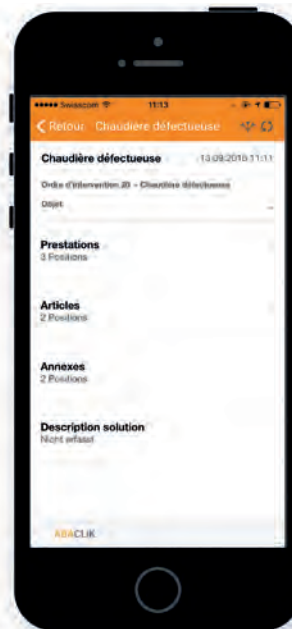 Swisscom 11:13
Retour Chaudière défectueuse
Chaudière défectueuse 13.09.2016 11:11
Ordre d'intervention 20 - Chaudière défectueuse
Objet
Prestations
3 Positions
Articles
2 Positions
Annexes
2 Positions
Description solution
Nicht erfasst
ABACLIK